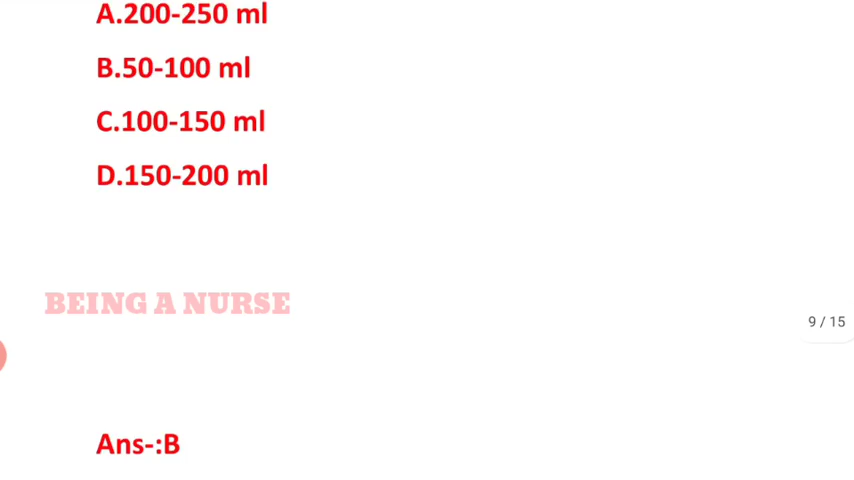 A.200-250 ml
B.50-100 ml
C.100-150 ml
D.150-200 ml
BEING A NURSE
9 / 15
Ans-:B